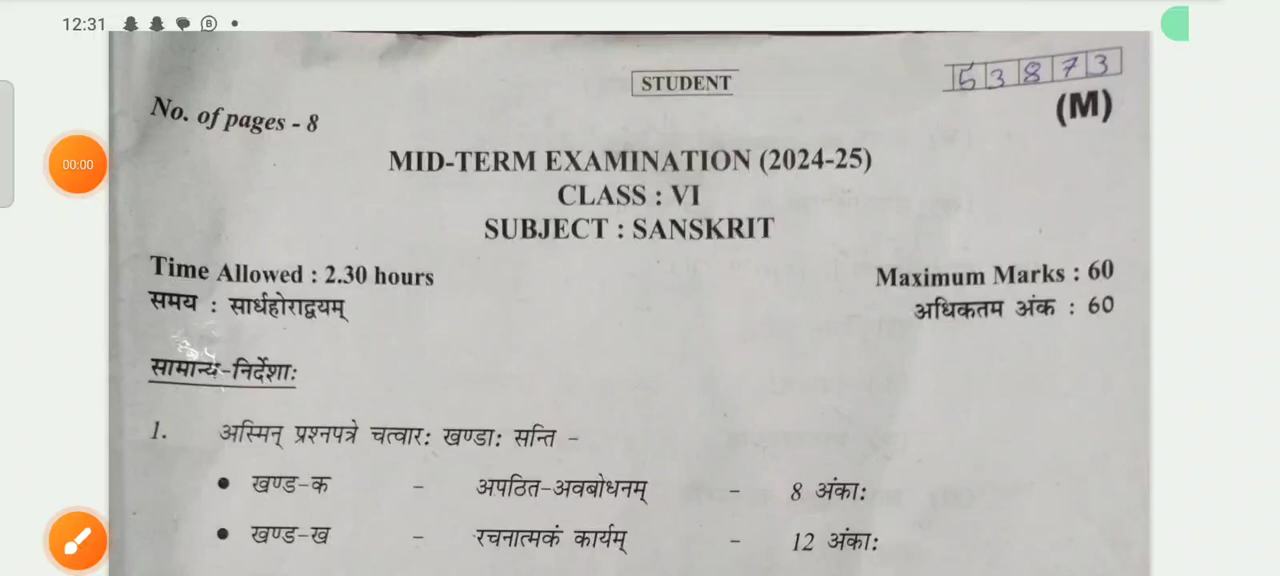 12:31
STUDENT
53873
(M)
No. of pages - 8
MID-TERM EXAMINATION (2024-25)
CLASS : VI
SUBJECT : SANSKRIT
Time Allowed : 2.30 hours
Maximum Marks : 60
समय : सार्धहोराद्वयम्
अधिकतम अंक : 60
00:00
सामान्य-निर्देशाः
1. अस्मिन् प्रश्नपत्रे चत्वारः खण्डाः सन्ति -
• खण्ड-क - अपठित-अवबोधनम् - 8 अंकाः
• खण्ड-ख - रचनात्मकं कार्यम् - 12 अंकाः